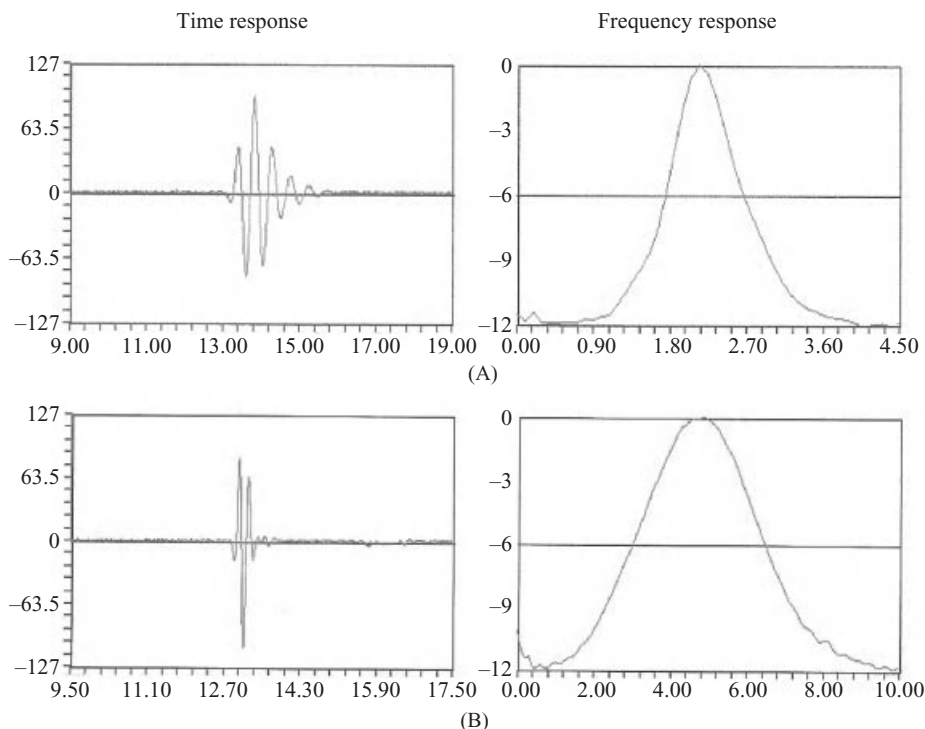 Time response
Frequency response
127
63.5
0
–63.5
–127
9.00 11.00 13.00 15.00 17.00 19.00
0
–3
–6
–9
–12
0.00 0.90 1.80 2.70 3.60 4.50
(A)
127
63.5
0
–63.5
–127
9.50 11.10 12.70 14.30 15.90 17.50
0
–3
–6
–9
–12
0.00 2.00 4.00 6.00 8.00 10.00
(B)